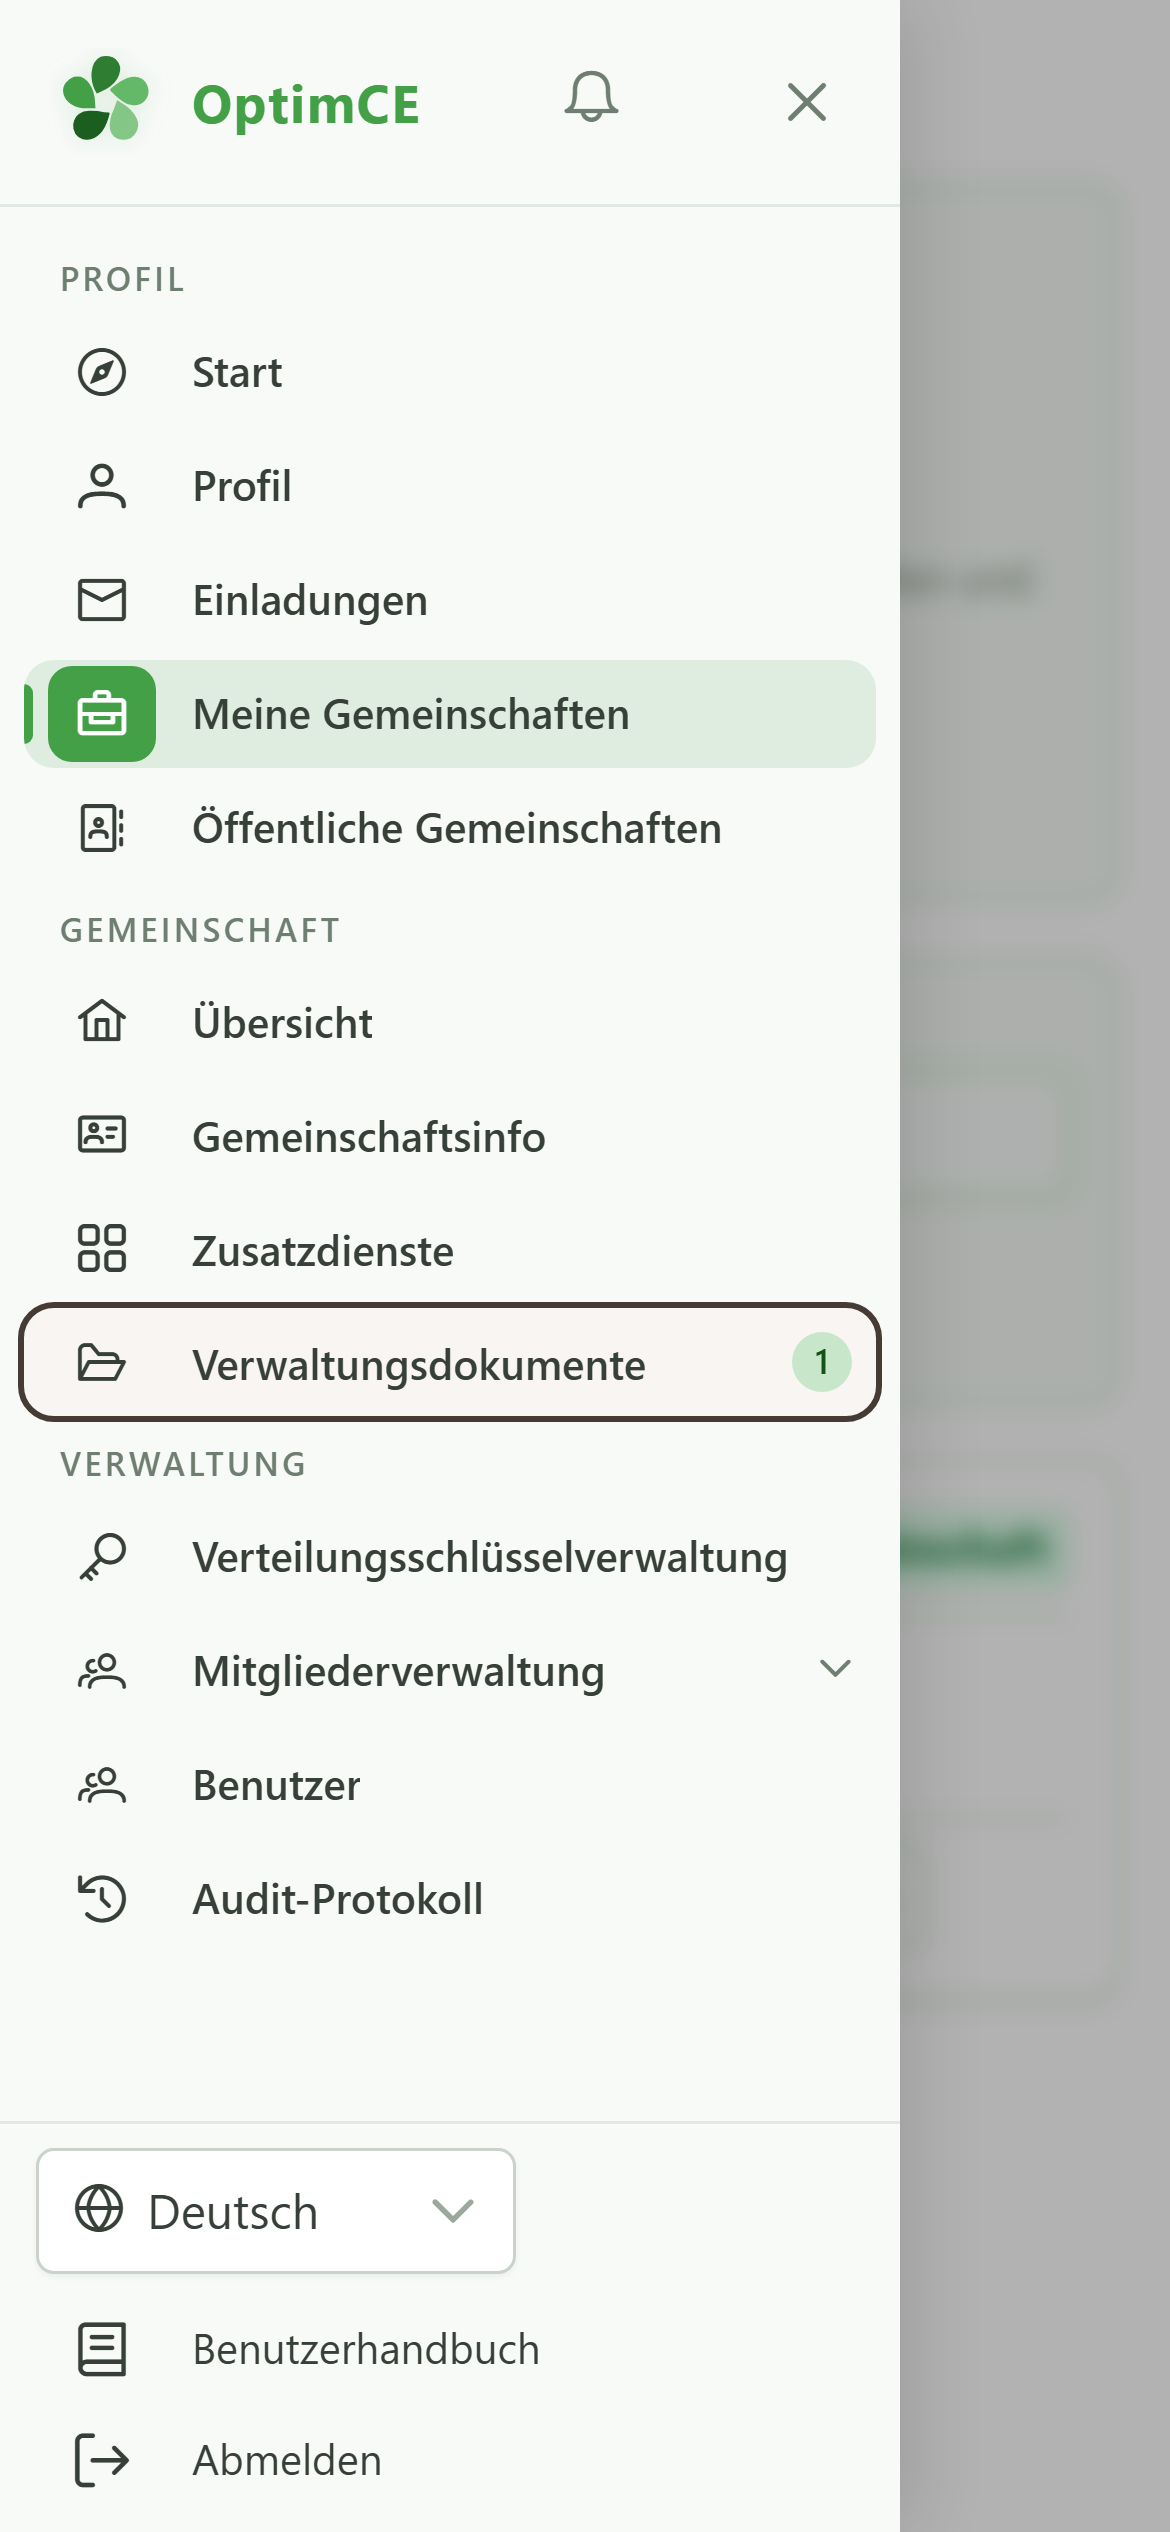 OptimCE
PROFIL
Start
Profil
Einladungen
Meine Gemeinschaften
Öffentliche Gemeinschaften
GEMEINSCHAFT
Übersicht
Gemeinschaftsinfo
Zusatzdienste
Verwaltungsdokumente 1
VERWALTUNG
Verteilungsschlüsselverwaltung
Mitgliederverwaltung
Benutzer
Audit-Protokoll
Deutsch
Benutzerhandbuch
Abmelden